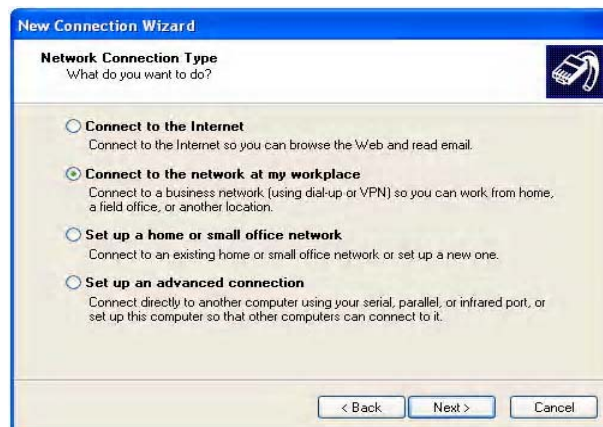 New Connection Wizard
Network Connection Type
What do you want to do?
Connect to the Internet
Connect to the Internet so you can browse the Web and read email.
Connect to the network at my workplace
Connect to a business network (using dial-up or VPN) so you can work from home,
a field office, or another location.
Set up a home or small office network
Connect to an existing home or small office network or set up a new one.
Set up an advanced connection
Connect directly to another computer using your serial, parallel, or infrared port, or
set up this computer so that other computers can connect to it.
< Back Next > Cancel